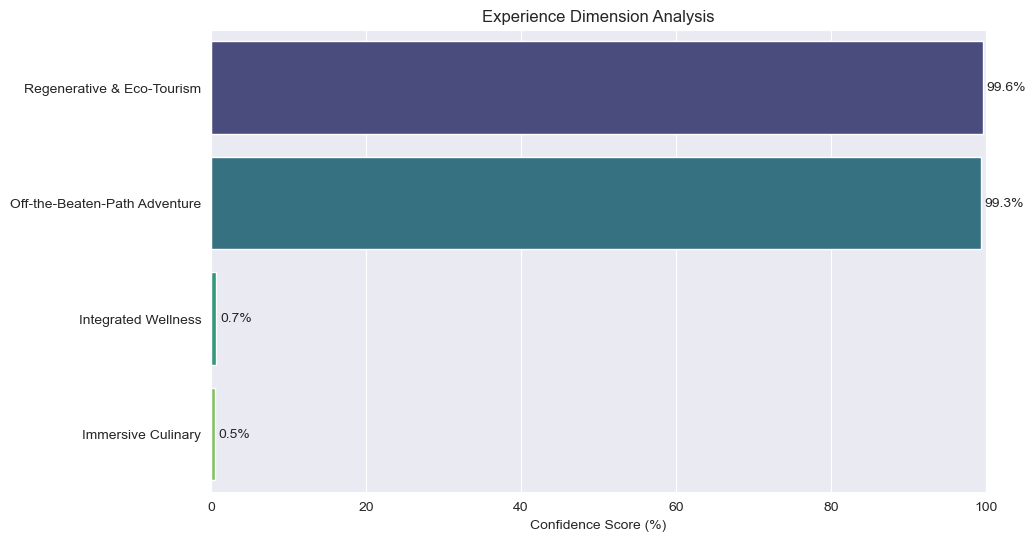 Experience Dimension Analysis
Regenerative & Eco-Tourism
99.6%
Off-the-Beaten-Path Adventure
99.3%
Integrated Wellness
0.7%
Immersive Culinary
0.5%
0 20 40 60 80 100
Confidence Score (%)